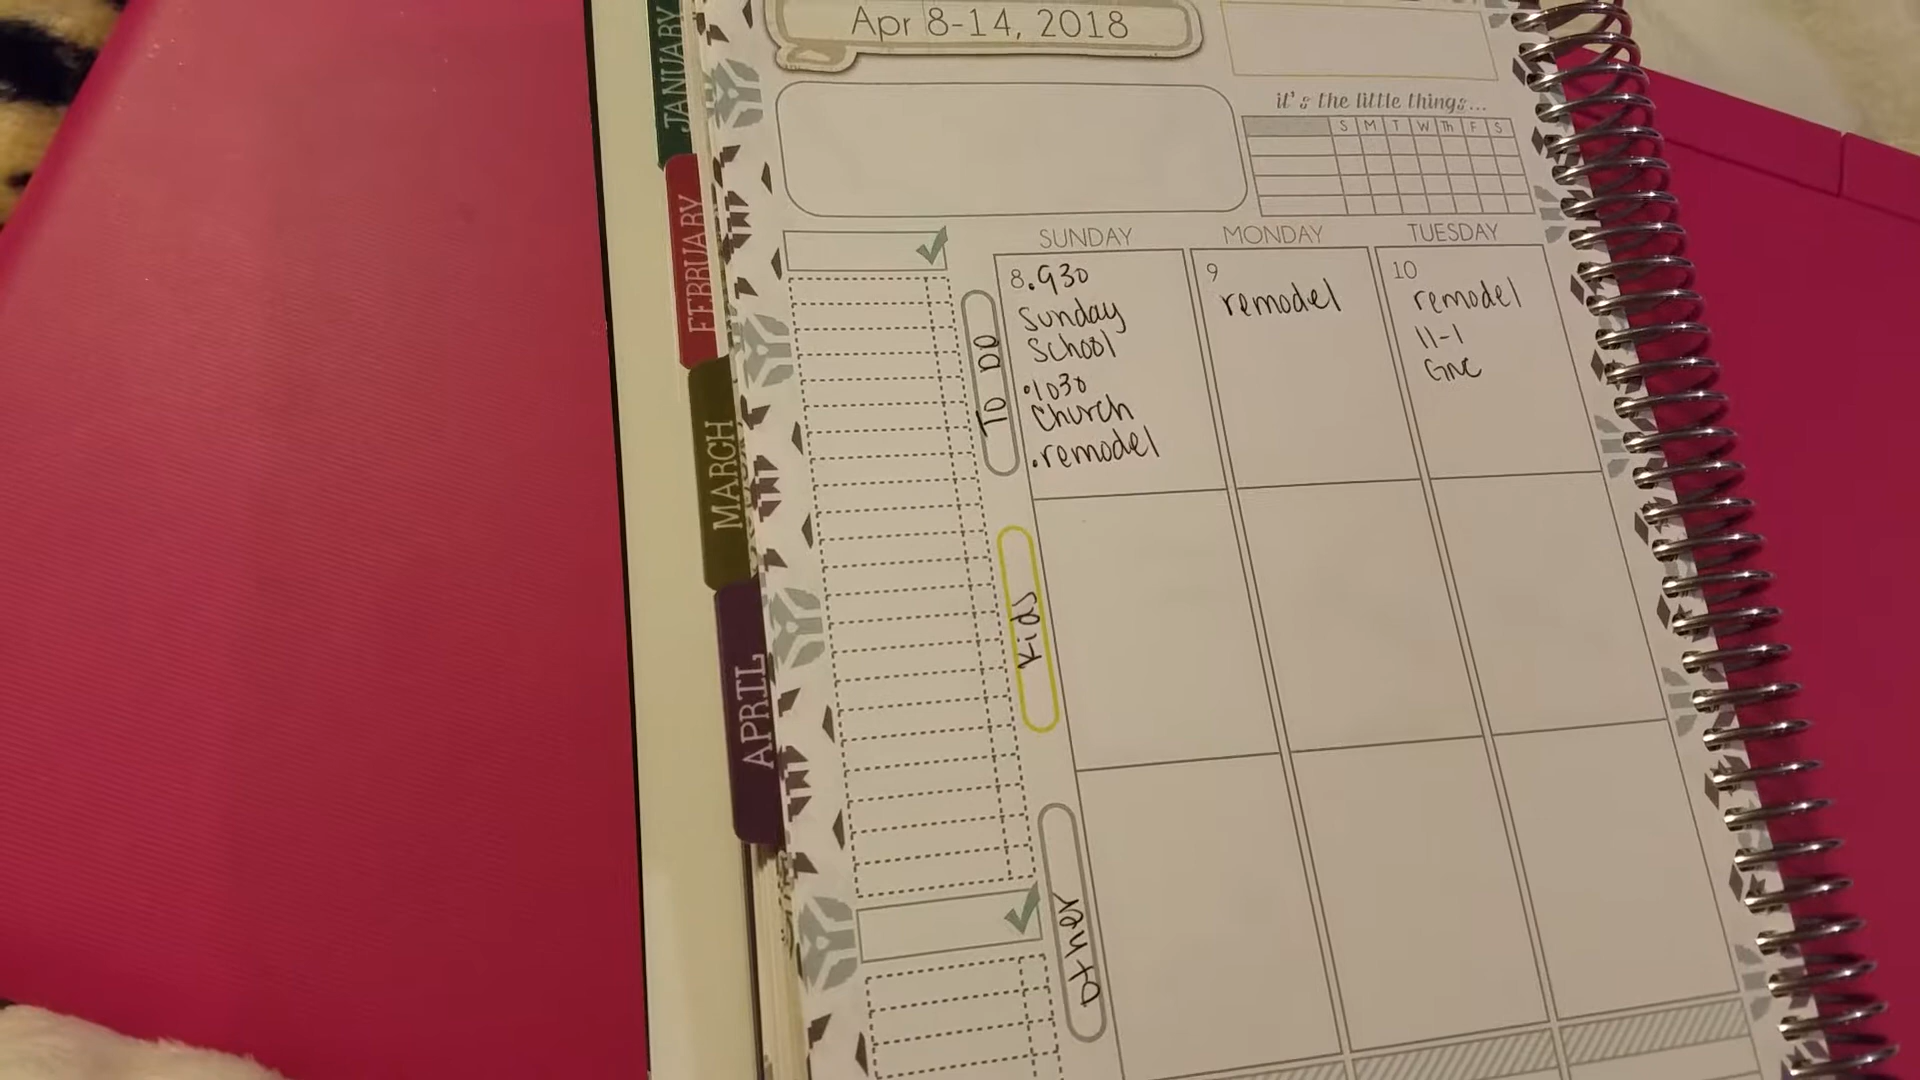 JANUARY
FEBRUARY
MARCH
APRIL
Apr 8-14, 2018
it's the little things...
S M T W Th F S
SUNDAY MONDAY TUESDAY
TO DO
8 .930
Sunday
School
.1030
Church
.remodel
9
remodel
10
remodel
11-1
GNC
Kids
other